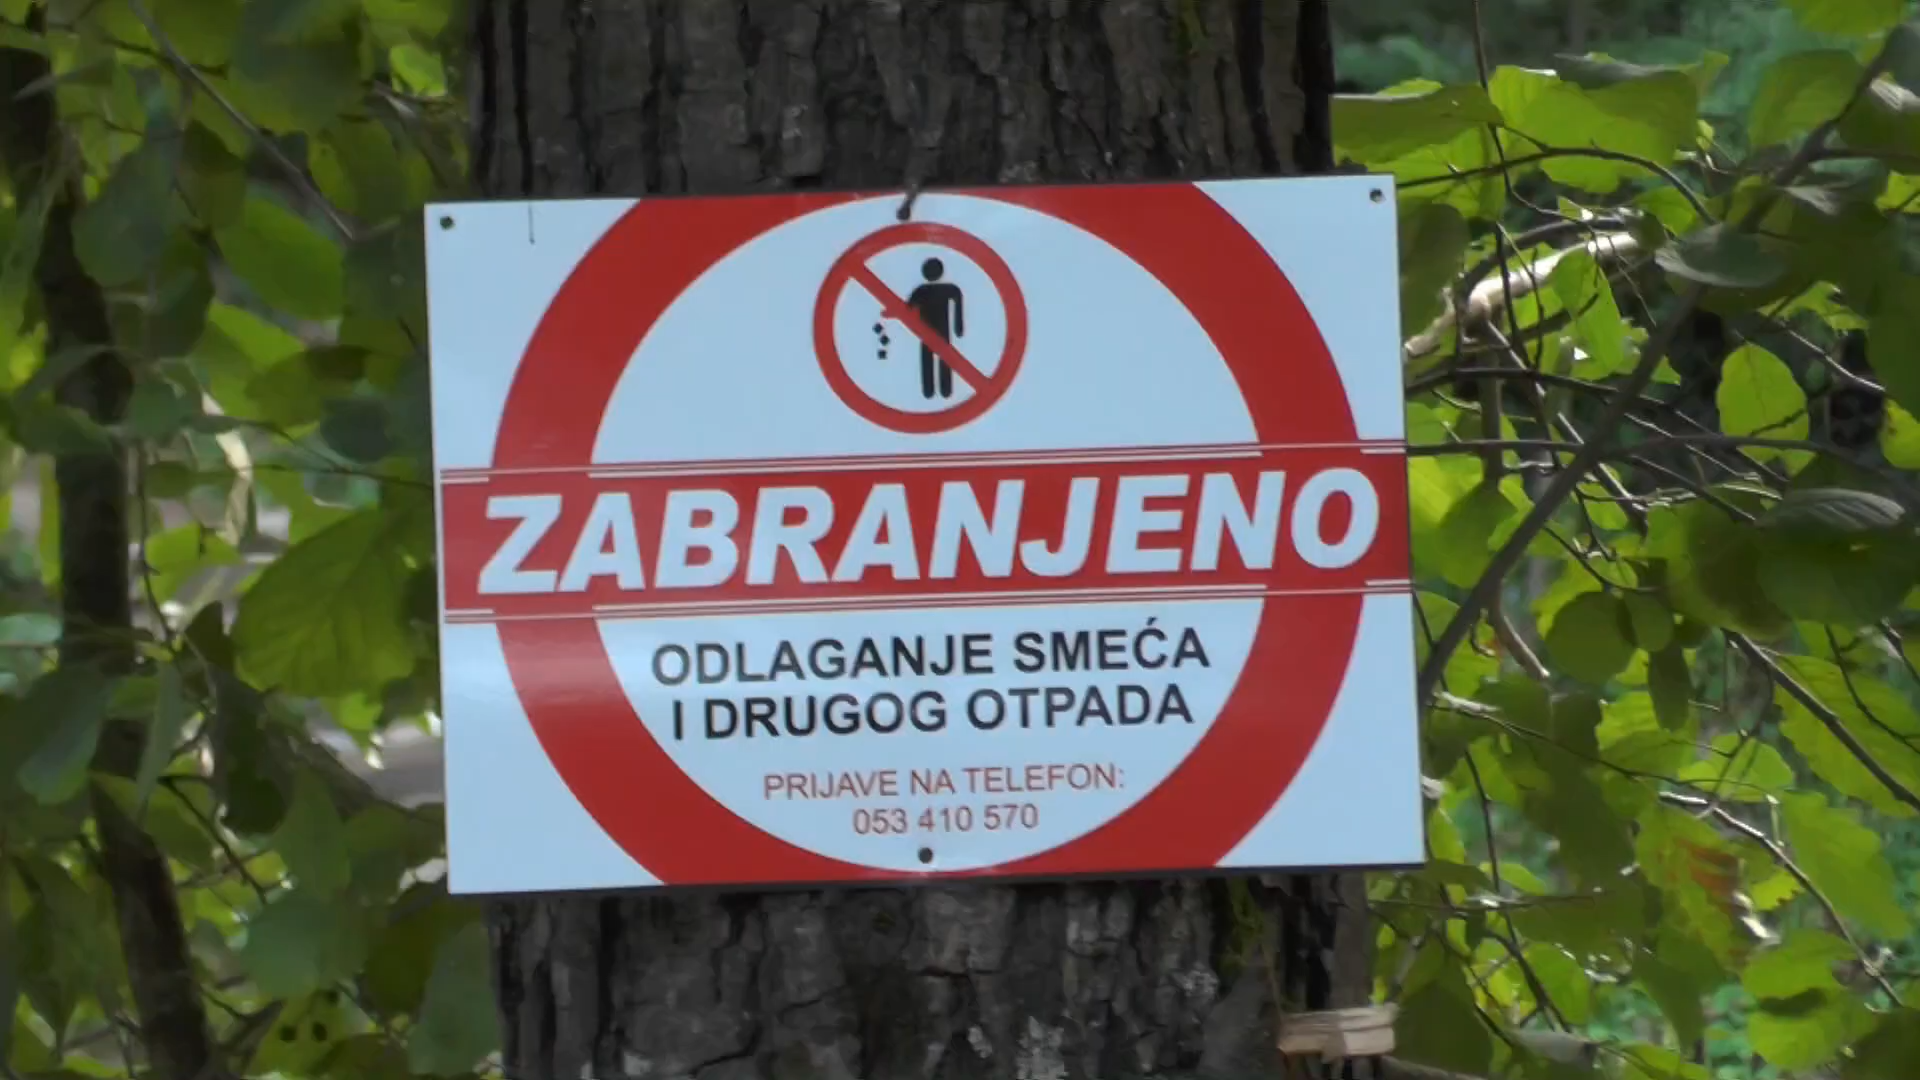 ZABRANJENO
ODLAGANJE SMEĆA
I DRUGOG OTPADA
PRIJAVE NA TELEFON:
053 410 570